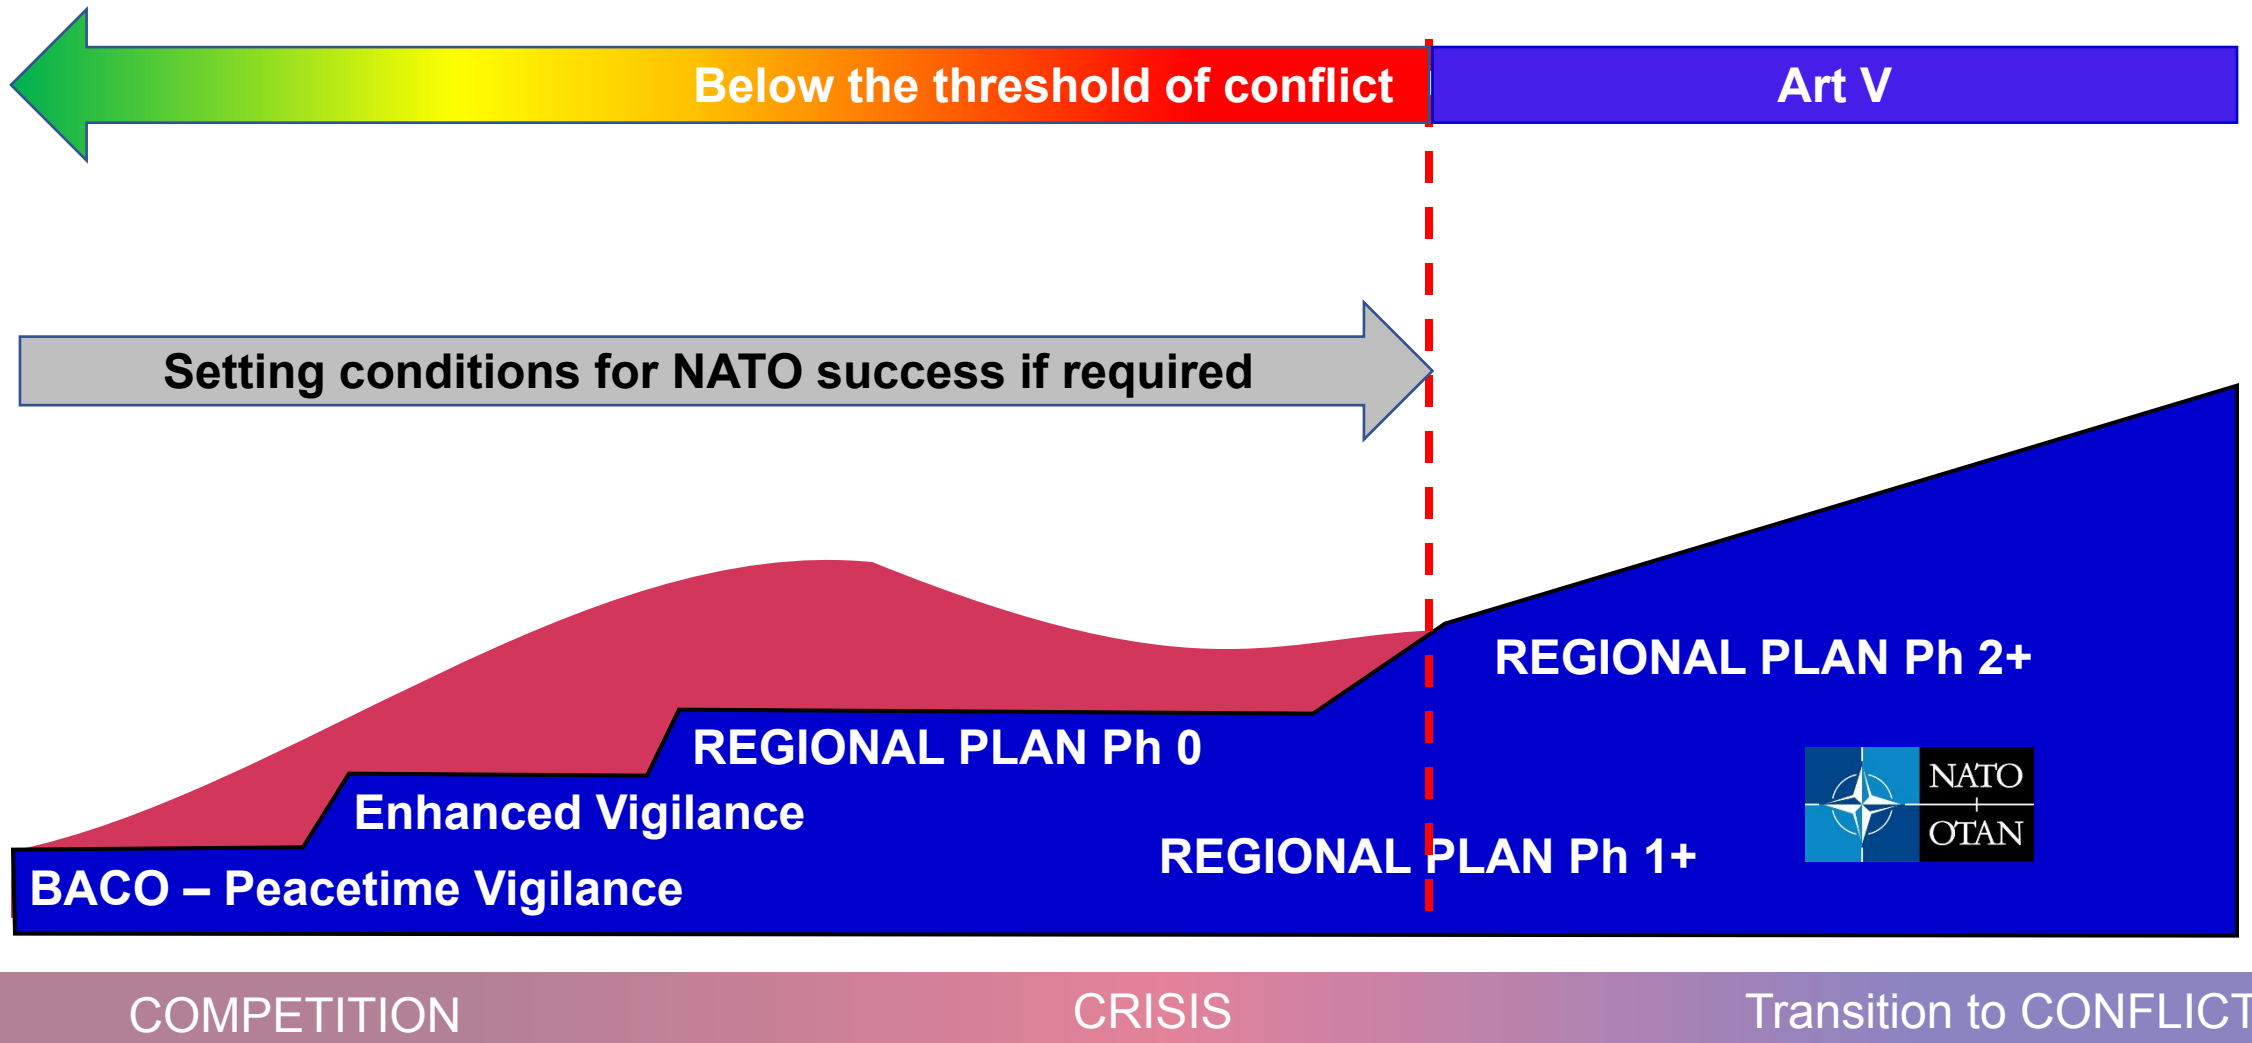 Below the threshold of conflict
Art V
Setting conditions for NATO success if required
REGIONAL PLAN Ph 2+
REGIONAL PLAN Ph 0
Enhanced Vigilance
NATO
OTAN
REGIONAL PLAN Ph 1+
BACO – Peacetime Vigilance
COMPETITION
CRISIS
Transition to CONFLICT